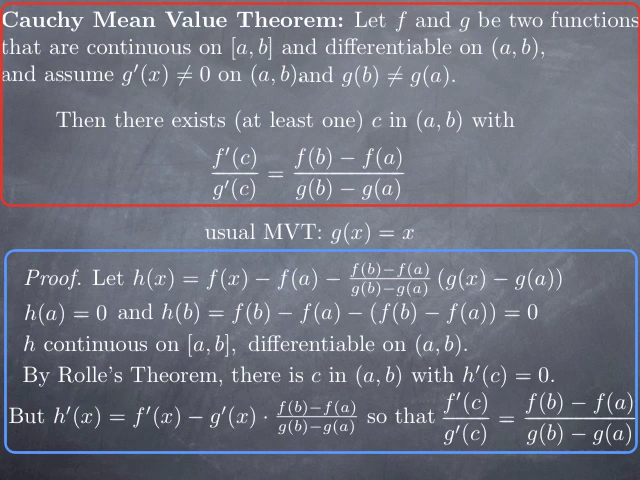 Cauchy Mean Value Theorem: Let f and g be two functions
that are continuous on [a, b] and differentiable on (a, b),
and assume g′(x) ≠ 0 on (a, b).and g(b) ≠ g(a).
Then there exists (at least one) c in (a, b) with
f′(c)/g′(c) = (f(b) − f(a))/(g(b) − g(a))
usual MVT: g(x) = x
Proof. Let h(x) = f(x) − f(a) − (f(b)−f(a))/(g(b)−g(a)) (g(x) − g(a))
h(a) = 0 and h(b) = f(b) − f(a) − (f(b) − f(a)) = 0
h continuous on [a, b], differentiable on (a, b).
By Rolle's Theorem, there is c in (a, b) with h′(c) = 0.
But h′(x) = f′(x) − g′(x) · (f(b)−f(a))/(g(b)−g(a)) so that f′(c)/g′(c) = (f(b) − f(a))/(g(b) − g(a))